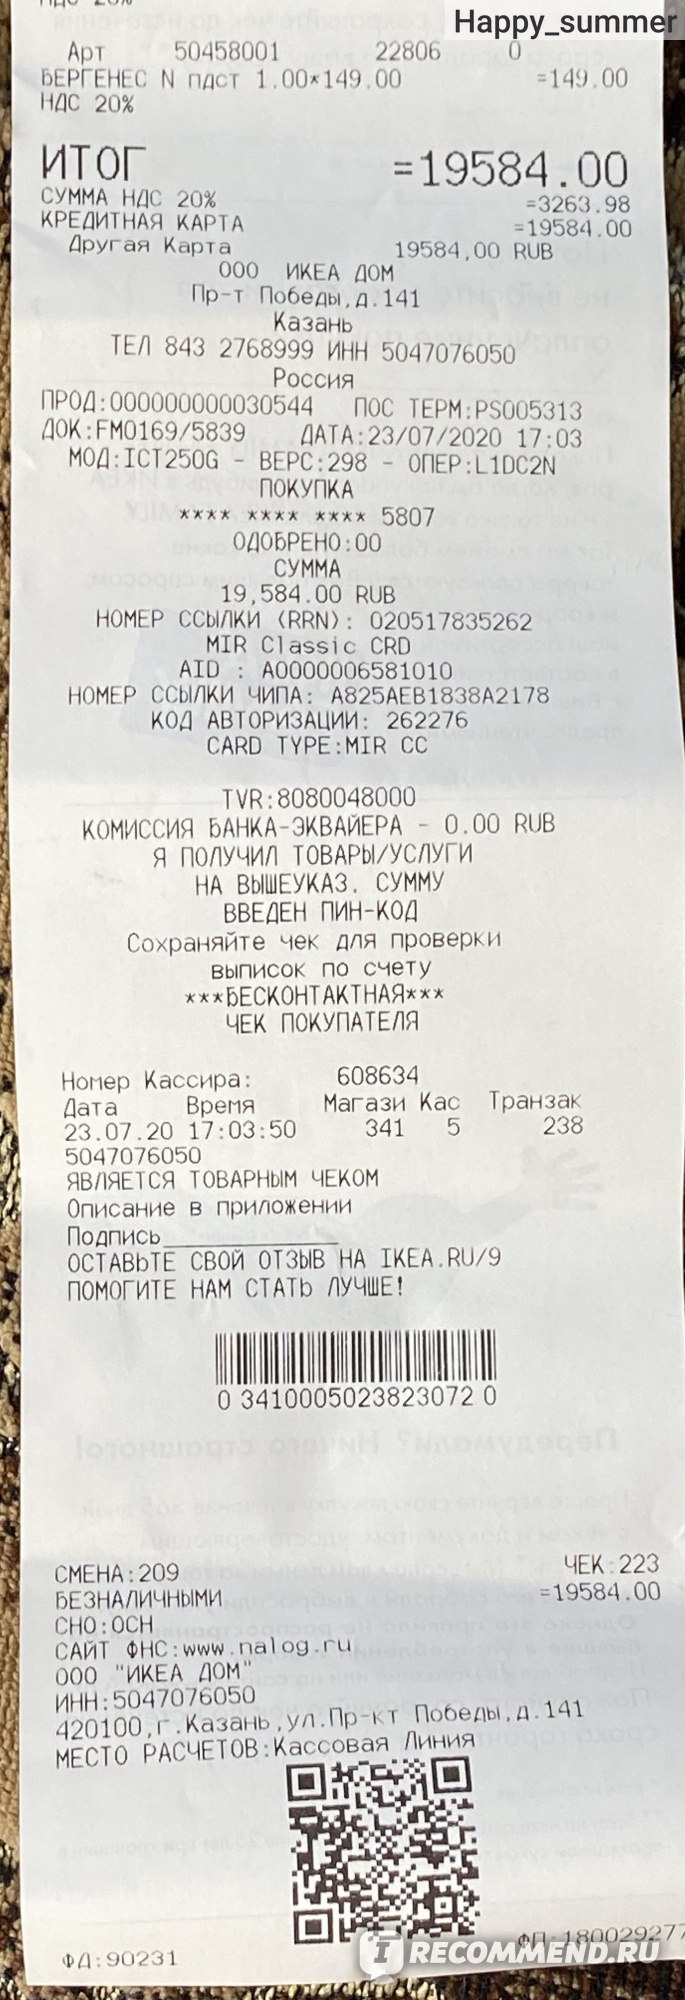 Happy_summer
Арт 50458001 22806 0
БЕРГЕНЕС N пдст 1.00*149.00 =149.00
НДС 20%
ИТОГ =19584.00
СУММА НДС 20% =3263.98
КРЕДИТНАЯ КАРТА =19584.00
Другая Карта 19584,00 RUB
ООО ИКЕА ДОМ
Пр-т Победы,д.141
Казань
ТЕЛ 843 2768999 ИНН 5047076050
Россия
ПРОД:000000000030544 ПОС ТЕРМ:PS005313
ДОК:FM0169/5839 ДАТА:23/07/2020 17:03
МОД:ICT250G - ВЕРС:298 - ОПЕР:L1DC2N
ПОКУПКА
**** **** **** 5807
ОДОБРЕНО:00
СУММА
19,584.00 RUB
НОМЕР ССЫЛКИ (RRN): 020517835262
MIR Classic CRD
AID : A0000006581010
НОМЕР ССЫЛКИ ЧИПА: A825AEB1838A2178
КОД АВТОРИЗАЦИИ: 262276
CARD TYPE:MIR CC
TVR:8080048000
КОМИССИЯ БАНКА-ЭКВАЙЕРА - 0.00 RUB
Я ПОЛУЧИЛ ТОВАРЫ/УСЛУГИ
НА ВЫШЕУКАЗ. СУММУ
ВВЕДЕН ПИН-КОД
Сохраняйте чек для проверки
выписок по счету
***БЕСКОНТАКТНАЯ***
ЧЕК ПОКУПАТЕЛЯ
Номер Кассира: 608634
Дата Время Магази Кас Транзак
23.07.20 17:03:50 341 5 238
5047076050
ЯВЛЯЕТСЯ ТОВАРНЫМ ЧЕКОМ
Описание в приложении
Подпись______________
ОСТАВЬТЕ СВОЙ ОТЗЫВ НА IKEA.RU/9
ПОМОГИТЕ НАМ СТАТЬ ЛУЧШЕ!
0 3410005023823072 0
СМЕНА:209 ЧЕК:223
БЕЗНАЛИЧНЫМИ =19584.00
СНО:ОСН
САЙТ ФНС:www.nalog.ru
ООО "ИКЕА ДОМ"
ИНН:5047076050
420100,г.Казань,ул.Пр-кт Победы,д.141
МЕСТО РАСЧЕТОВ:Кассовая Линия
ФД:90231 ФП:180029277
IRECOMMEND.RU